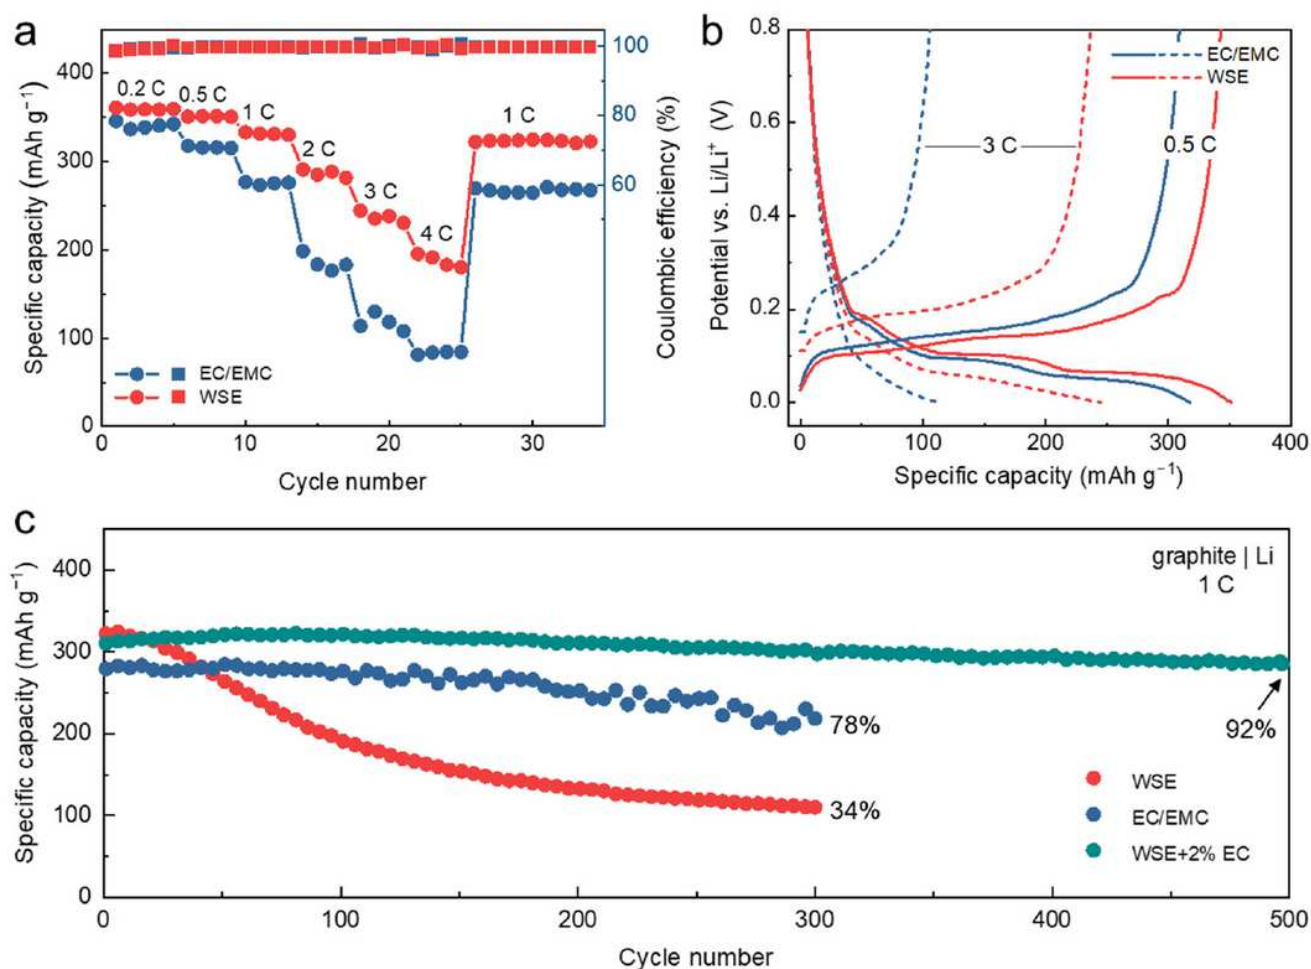 a
0.2 C
0.5 C
1 C
2 C
3 C
4 C
1 C
EC/EMC
WSE
400
300
200
100
0
100
80
60
0
10
20
30
Specific capacity (mAh g⁻¹)
Coulombic efficiency (%)
Cycle number
b
EC/EMC
WSE
3 C
0.5 C
0.8
0.6
0.4
0.2
0.0
0
100
200
300
400
Potential vs. Li/Li⁺ (V)
Specific capacity (mAh g⁻¹)
c
graphite | Li
1 C
78%
34%
92%
WSE
EC/EMC
WSE+2% EC
400
300
200
100
0
0
100
200
300
400
500
Specific capacity (mAh g⁻¹)
Cycle number